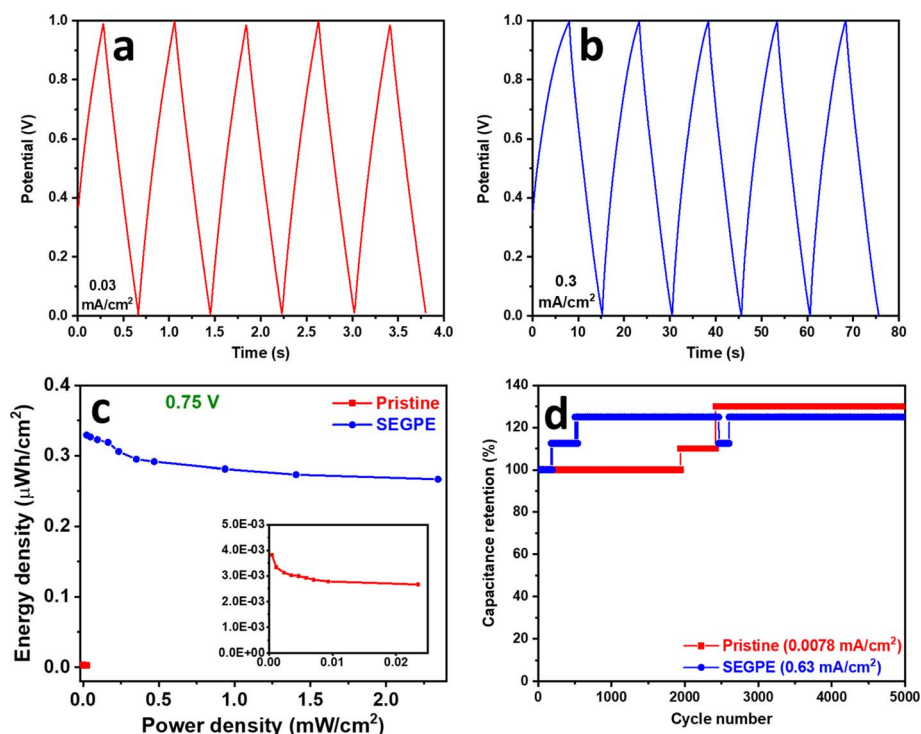 a
1.0
0.8
0.6
0.4
0.2
0.0
Potential (V)
0.03
mA/cm²
0.0 0.5 1.0 1.5 2.0 2.5 3.0 3.5 4.0
Time (s)
b
1.0
0.8
0.6
0.4
0.2
0.0
Potential (V)
0.3
mA/cm²
0 10 20 30 40 50 60 70 80
Time (s)
c
0.75 V
Pristine
SEGPE
0.4
0.3
0.2
0.1
0.0
Energy density (μWh/cm²)
5.0E-03
4.0E-03
3.0E-03
2.0E-03
1.0E-03
0.0E+00
0.00 0.01 0.02
0.0 0.5 1.0 1.5 2.0
Power density (mW/cm²)
d
140
130
120
110
100
90
80
70
60
50
Capacitance retention (%)
Pristine (0.0078 mA/cm²)
SEGPE (0.63 mA/cm²)
0 1000 2000 3000 4000 5000
Cycle number